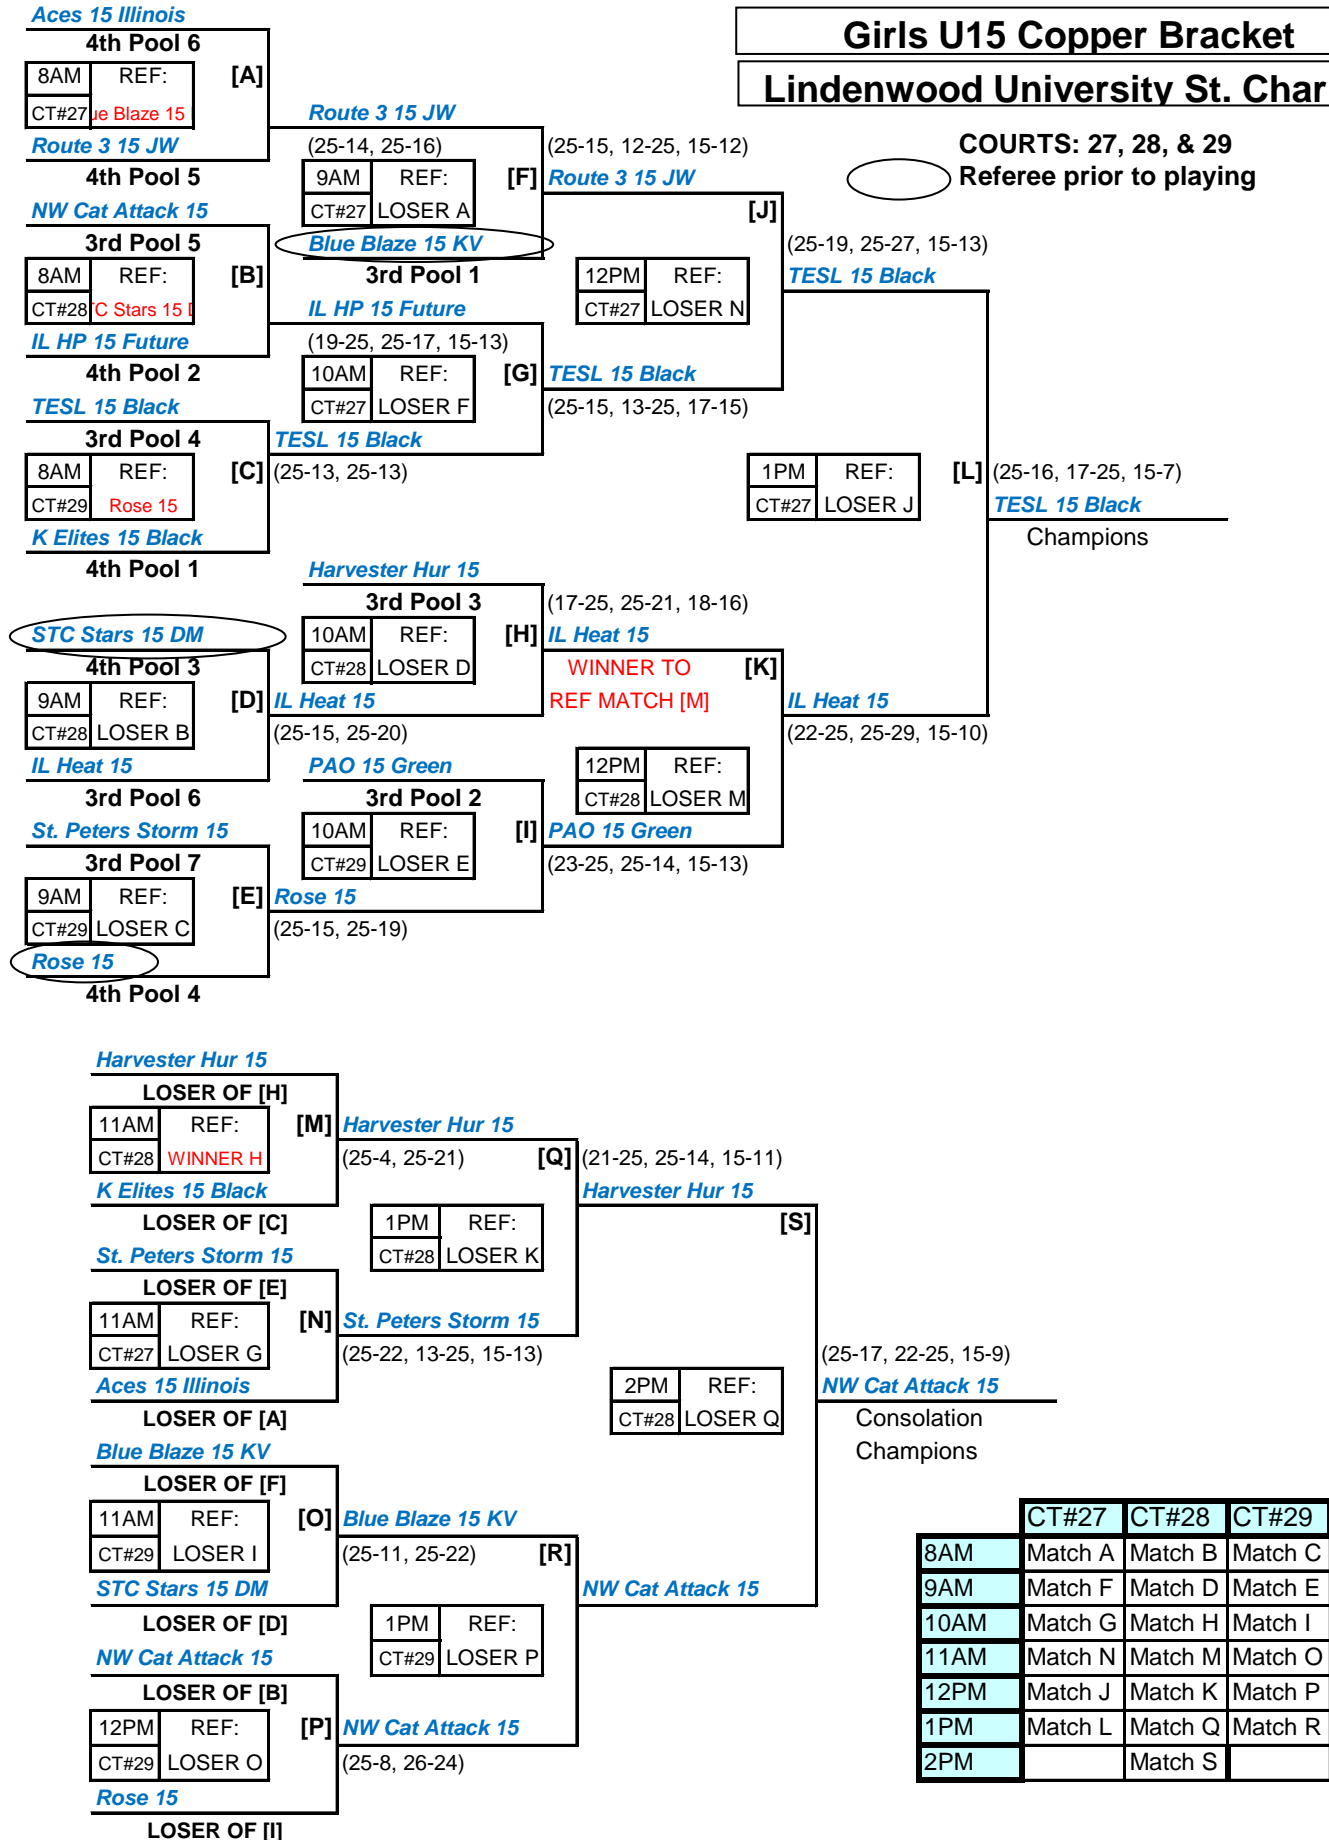 Aces 15 Illinois
Girls U15 Copper Bracket
4th Pool 6
8AM REF: [A]
Lindenwood University St. Char
CT#27 ue Blaze 15
Route 3 15 JW
Route 3 15 JW
(25-14, 25-16)
(25-15, 12-25, 15-12)
COURTS: 27, 28, & 29
4th Pool 5
9AM REF: [F]
Route 3 15 JW
Referee prior to playing
NW Cat Attack 15
CT#27 LOSER A
[J]
3rd Pool 5
Blue Blaze 15 KV
(25-19, 25-27, 15-13)
8AM REF: [B]
3rd Pool 1
12PM REF:
TESL 15 Black
CT#28 TC Stars 15
IL HP 15 Future
CT#27 LOSER N
IL HP 15 Future
(19-25, 25-17, 15-13)
4th Pool 2
10AM REF: [G]
TESL 15 Black
TESL 15 Black
CT#27 LOSER F
(25-15, 13-25, 17-15)
3rd Pool 4
TESL 15 Black
8AM REF: [C]
(25-13, 25-13)
1PM REF: [L]
(25-16, 17-25, 15-7)
CT#29 Rose 15
CT#27 LOSER J
TESL 15 Black
K Elites 15 Black
Champions
4th Pool 1
Harvester Hur 15
3rd Pool 3
(17-25, 25-21, 18-16)
STC Stars 15 DM
10AM REF: [H]
IL Heat 15
4th Pool 3
CT#28 LOSER D
WINNER TO
[K]
9AM REF: [D]
IL Heat 15
REF MATCH [M]
IL Heat 15
CT#28 LOSER B
(25-15, 25-20)
(22-25, 25-29, 15-10)
IL Heat 15
PAO 15 Green
12PM REF:
3rd Pool 6
3rd Pool 2
CT#28 LOSER M
St. Peters Storm 15
10AM REF: [I]
PAO 15 Green
3rd Pool 7
CT#29 LOSER E
(23-25, 25-14, 15-13)
9AM REF: [E]
Rose 15
CT#29 LOSER C
(25-15, 25-19)
Rose 15
4th Pool 4
Harvester Hur 15
LOSER OF [H]
11AM REF: [M]
Harvester Hur 15
CT#28 WINNER H
(25-4, 25-21)
[Q]
(21-25, 25-14, 15-11)
K Elites 15 Black
Harvester Hur 15
LOSER OF [C]
1PM REF:
[S]
St. Peters Storm 15
CT#28 LOSER K
LOSER OF [E]
11AM REF: [N]
St. Peters Storm 15
CT#27 LOSER G
(25-22, 13-25, 15-13)
(25-17, 22-25, 15-9)
Aces 15 Illinois
2PM REF:
NW Cat Attack 15
LOSER OF [A]
CT#28 LOSER Q
Consolation
Blue Blaze 15 KV
Champions
LOSER OF [F]
11AM REF: [O]
Blue Blaze 15 KV
CT#29 LOSER I
(25-11, 25-22)
[R]
STC Stars 15 DM
NW Cat Attack 15
LOSER OF [D]
1PM REF:
NW Cat Attack 15
CT#29 LOSER P
LOSER OF [B]
12PM REF: [P]
NW Cat Attack 15
CT#29 LOSER O
(25-8, 26-24)
Rose 15
LOSER OF [I]
CT#27 CT#28 CT#29
8AM Match A Match B Match C
9AM Match F Match D Match E
10AM Match G Match H Match I
11AM Match N Match M Match O
12PM Match J Match K Match P
1PM Match L Match Q Match R
2PM Match S